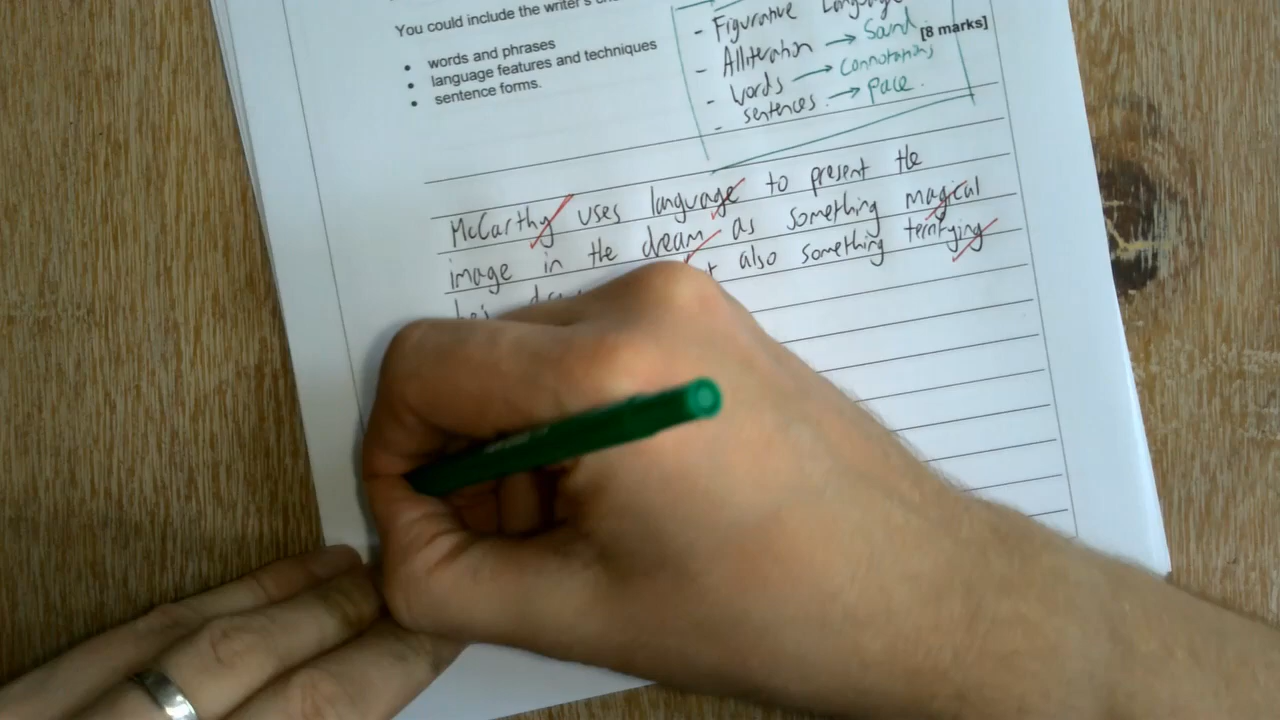 You could include the writer's
• words and phrases
• language features and techniques
• sentence forms.
[8 marks]
- Figurative Language
- Alliteration → Sound
- Words → Connotations
- sentences → pace.
McCarthy uses language to present the
image in the dream as something magical
also something terrifying